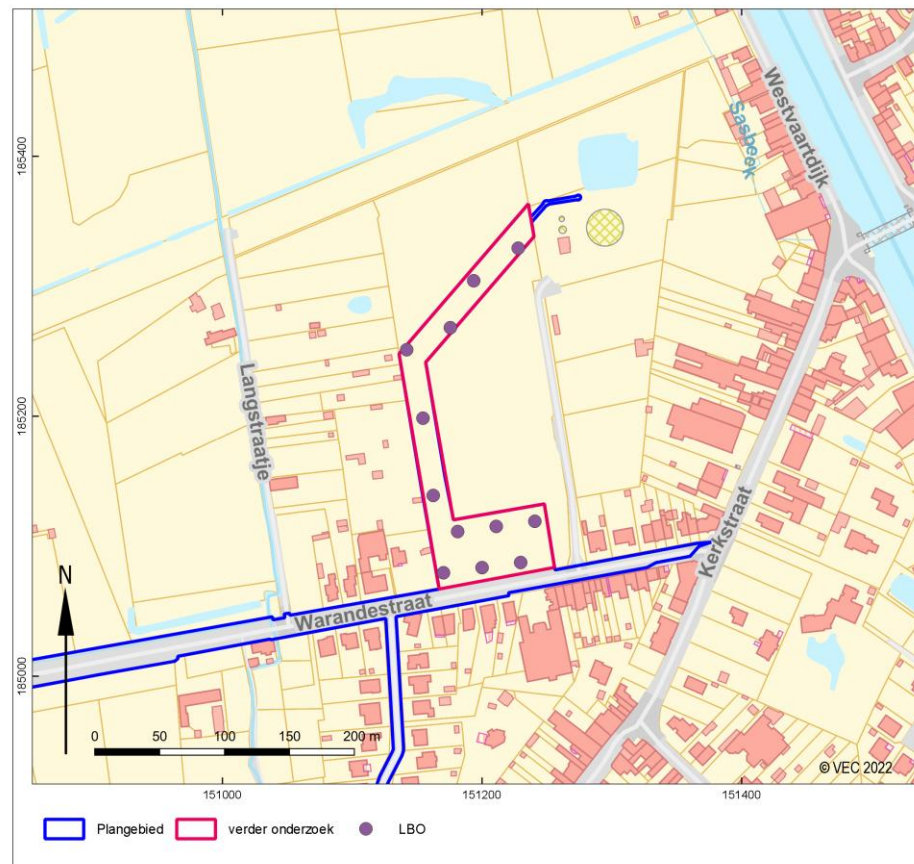 Westvaartdijk
Sasbeek
185400
Langstraatje
185200
Kerkstraat
Warandestraat
N
185000
0 50 100 150 200 m
© VEC 2022
151000 151200 151400
Plangebied verder onderzoek LBO